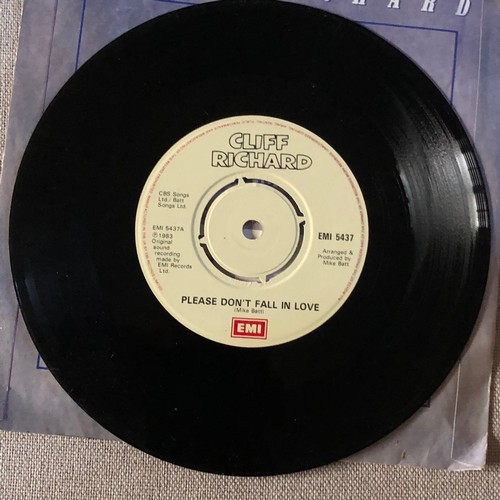 HARD
CLIFF
RICHARD
CBS Songs
Ltd./ Batt
Songs Ltd.
EMI 5437A
℗1983
Original
sound
recording
made by
EMI Records
Ltd.
EMI 5437
Arranged &
Produced by
Mike Batt
PLEASE DON'T FALL IN LOVE
(Mike Batt)
EMI